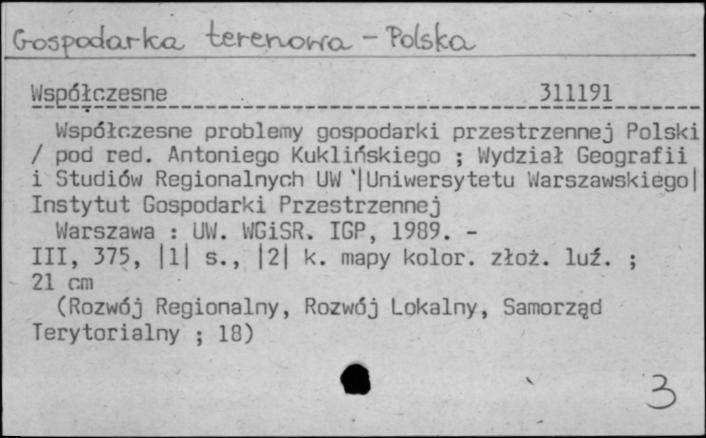 Gospodarka terenowa - Polska
Współczesne 311191
Współczesne problemy gospodarki przestrzennej Polski
/ pod red. Antoniego Kuklińskiego ; Wydział Geografii
i Studiów Regionalnych UW '|Uniwersytetu Warszawskiego|
Instytut Gospodarki Przestrzennej
Warszawa : UW. WGiSR. IGP, 1989. -
III, 375, |1| s., |2| k. mapy kolor. złoż. luź. ;
21 cm
(Rozwój Regionalny, Rozwój Lokalny, Samorząd
Terytorialny ; 18)
3